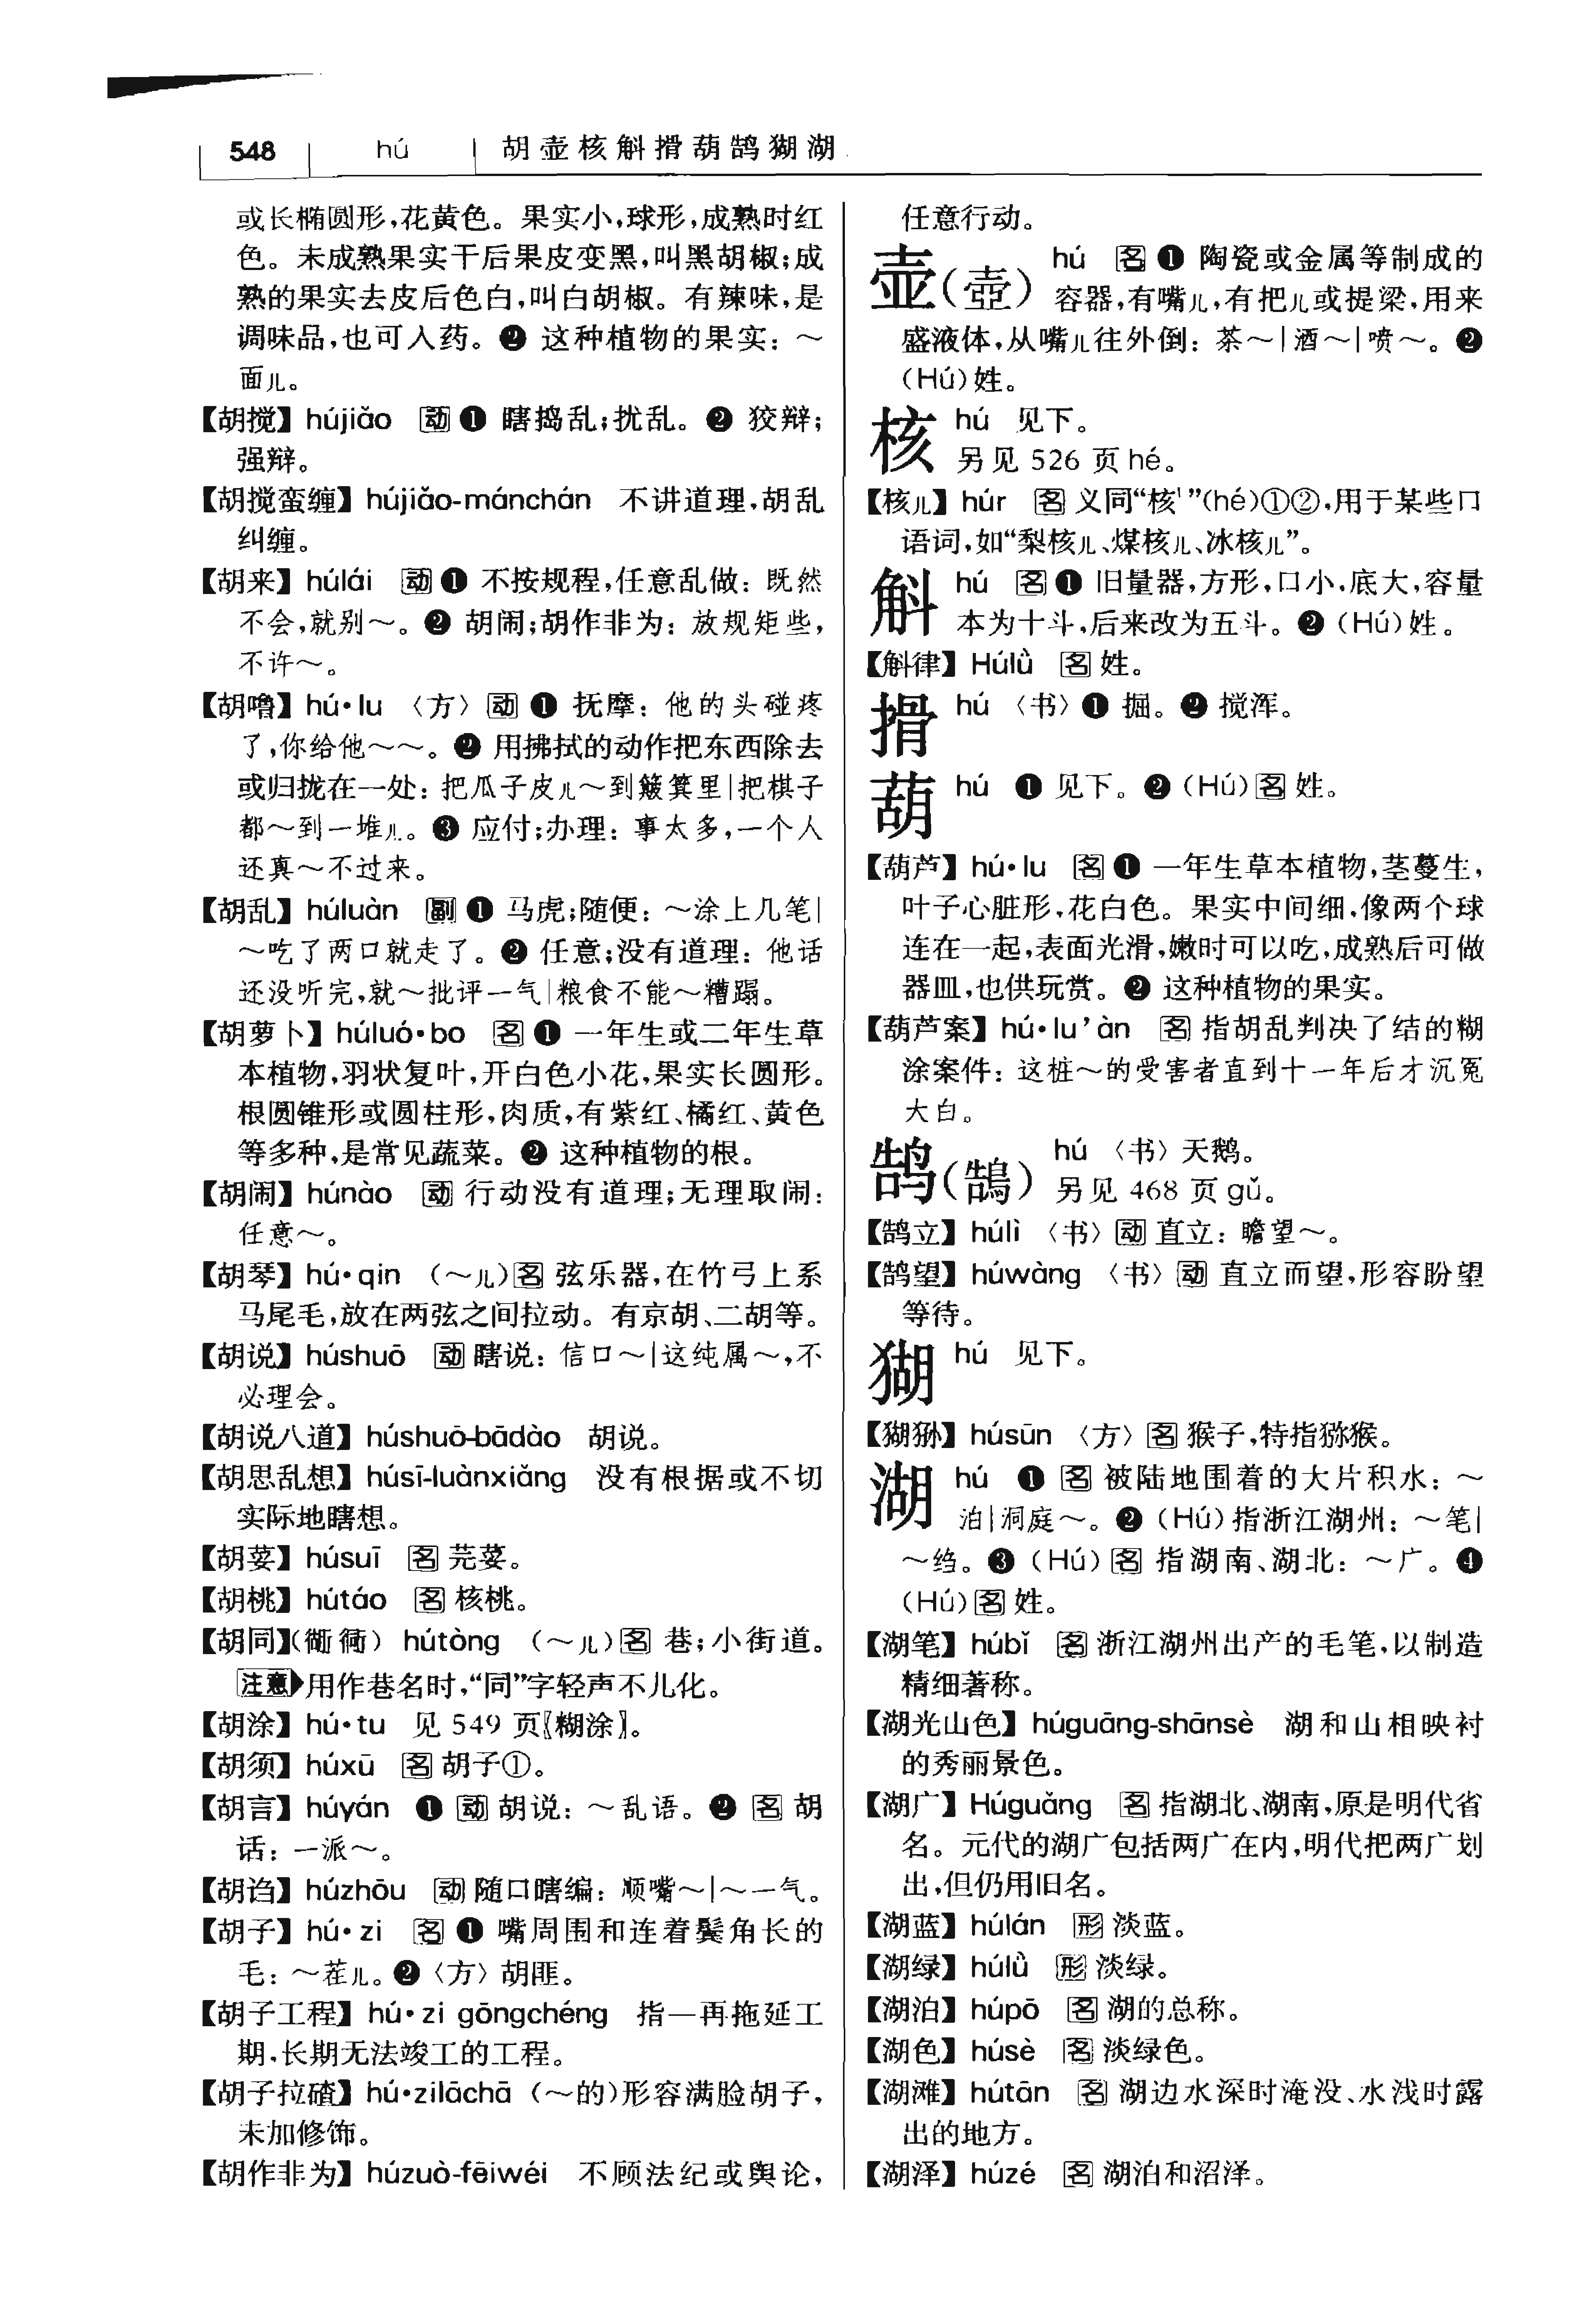 548 hú 胡壶核斛搰葫鹄猢湖
或长椭圆形,花黄色。果实小,球形,成熟时红
色。未成熟果实干后果皮变黑,叫黑胡椒;成
熟的果实去皮后色白,叫白胡椒。有辣味,是
调味品,也可入药。❷ 这种植物的果实:～
面儿。
【胡搅】hújiǎo 动 ❶ 瞎捣乱;扰乱。❷ 狡辩;
强辩。
【胡搅蛮缠】hújiǎo-mánchán 不讲道理,胡乱
纠缠。
【胡来】húlái 动 ❶ 不按规程,任意乱做:既然
不会,就别～。❷ 胡闹;胡作非为:放规矩些,
不许～。
【胡噜】hú·lu 〈方〉动 ❶ 抚摩:他的头碰疼
了,你给他～～。❷ 用拂拭的动作把东西除去
或归拢在一处:把瓜子皮儿～到簸箕里|把棋子
都～到一堆儿。❸ 应付;办理:事太多,一个人
还真～不过来。
【胡乱】húluàn 副 ❶ 马虎;随便:～涂上几笔|
～吃了两口就走了。❷ 任意;没有道理:他话
还没听完,就～批评一气|粮食不能～糟蹋。
【胡萝卜】húluó·bo 名 ❶ 一年生或二年生草
本植物,羽状复叶,开白色小花,果实长圆形。
根圆锥形或圆柱形,肉质,有紫红、橘红、黄色
等多种,是常见蔬菜。❷ 这种植物的根。
【胡闹】húnào 动 行动没有道理;无理取闹:
任意～。
【胡琴】hú·qin (～儿)名 弦乐器,在竹弓上系
马尾毛,放在两弦之间拉动。有京胡、二胡等。
【胡说】húshuō 动 瞎说:信口～|这纯属～,不
必理会。
【胡说八道】húshuō-bādào 胡说。
【胡思乱想】húsī-luànxiǎng 没有根据或不切
实际地瞎想。
【胡荽】húsuī 名 芫荽。
【胡桃】hútáo 名 核桃。
【胡同】(衚衕) hútòng (～儿)名 巷;小街道。
注意 用作巷名时,“同”字轻声不儿化。
【胡涂】hú·tu 见 549 页〖糊涂〗。
【胡须】húxū 名 胡子①。
【胡言】húyán ❶ 动 胡说:～乱语。❷ 名 胡
话:一派～。
【胡诌】húzhōu 动 随口瞎编:顺嘴～|～一气。
【胡子】hú·zi 名 ❶ 嘴周围和连着鬓角长的
毛:～茬儿。❷〈方〉胡匪。
【胡子工程】hú·zi gōngchéng 指一再拖延工
期,长期无法竣工的工程。
【胡子拉碴】hú·zilāchā (～的)形容满脸胡子,
未加修饰。
【胡作非为】húzuò-fēiwéi 不顾法纪或舆论,
任意行动。
壶(壺) hú 名 ❶ 陶瓷或金属等制成的
容器,有嘴儿,有把儿或提梁,用来
盛液体,从嘴儿往外倒:茶～|酒～|喷～。❷
(Hú)姓。
核 hú 见下。
另见 526 页 hé。
【核儿】húr 名 义同“核¹”(hé)①②,用于某些口
语词,如“梨核儿、煤核儿、冰核儿”。
斛 hú 名 ❶ 旧量器,方形,口小,底大,容量
本为十斗,后来改为五斗。❷ (Hú)姓。
【斛律】Húlǜ 名 姓。
搰 hú 〈书〉❶ 掘。❷ 搅浑。
葫 hú ❶ 见下。❷ (Hú)名 姓。
【葫芦】hú·lu 名 ❶ 一年生草本植物,茎蔓生,
叶子心脏形,花白色。果实中间细,像两个球
连在一起,表面光滑,嫩时可以吃,成熟后可做
器皿,也供玩赏。❷ 这种植物的果实。
【葫芦案】hú·lu’àn 名 指胡乱判决了结的糊
涂案件:这桩～的受害者直到十一年后才沉冤
大白。
鹄(鵠) hú 〈书〉天鹅。
另见 468 页 gǔ。
【鹄立】húlì 〈书〉动 直立:瞻望～。
【鹄望】húwàng 〈书〉动 直立而望,形容盼望
等待。
猢 hú 见下。
【猢狲】húsūn 〈方〉名 猴子,特指猕猴。
湖 hú ❶ 名 被陆地围着的大片积水:～
泊|洞庭～。❷ (Hú)指浙江湖州:～笔|
～绉。❸ (Hú)名 指湖南、湖北:～广。❹
(Hú)名 姓。
【湖笔】húbǐ 名 浙江湖州出产的毛笔,以制造
精细著称。
【湖光山色】húguāng-shānsè 湖和山相映衬
的秀丽景色。
【湖广】Húguǎng 名 指湖北、湖南,原是明代省
名。元代的湖广包括两广在内,明代把两广划
出,但仍用旧名。
【湖蓝】húlán 形 淡蓝。
【湖绿】húlǜ 形 淡绿。
【湖泊】húpō 名 湖的总称。
【湖色】húsè 名 淡绿色。
【湖滩】hútān 名 湖边水深时淹没、水浅时露
出的地方。
【湖泽】húzé 名 湖泊和沼泽。